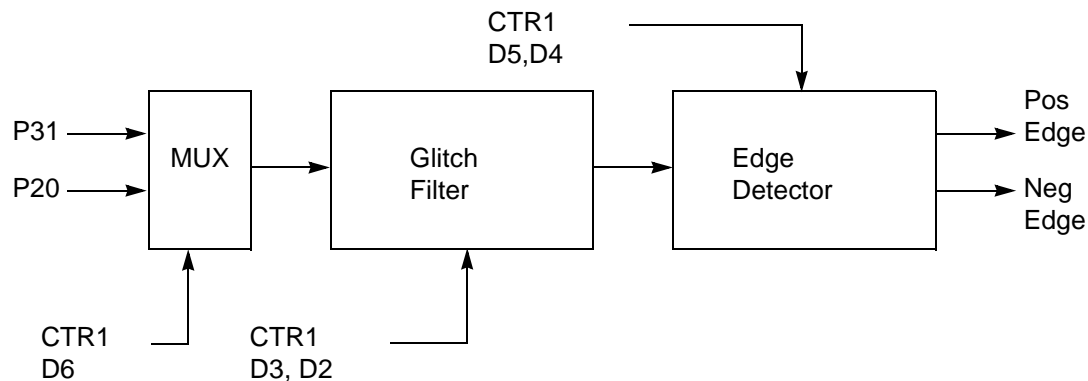 CTR1
D5,D4
P31
P20
MUX
Glitch
Filter
Edge
Detector
Pos
Edge
Neg
Edge
CTR1
D6
CTR1
D3, D2